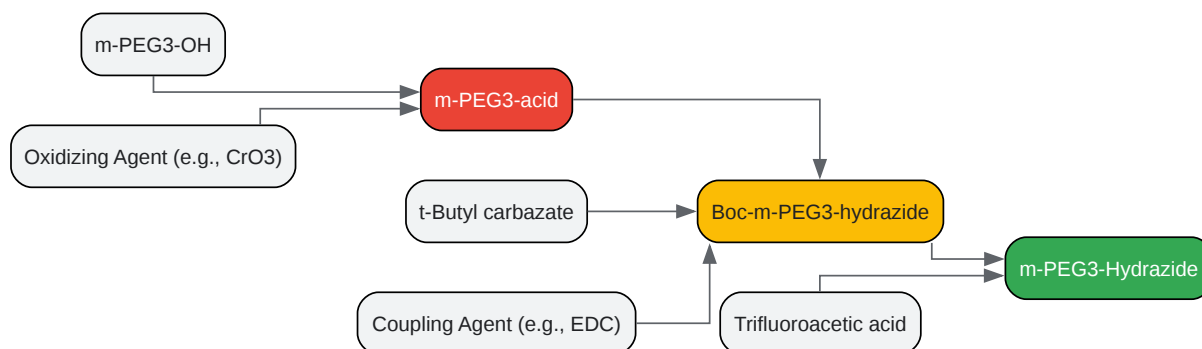 m-PEG3-OH
Oxidizing Agent (e.g., CrO3)
m-PEG3-acid
t-Butyl carbazate
Coupling Agent (e.g., EDC)
Boc-m-PEG3-hydrazide
Trifluoroacetic acid
m-PEG3-Hydrazide